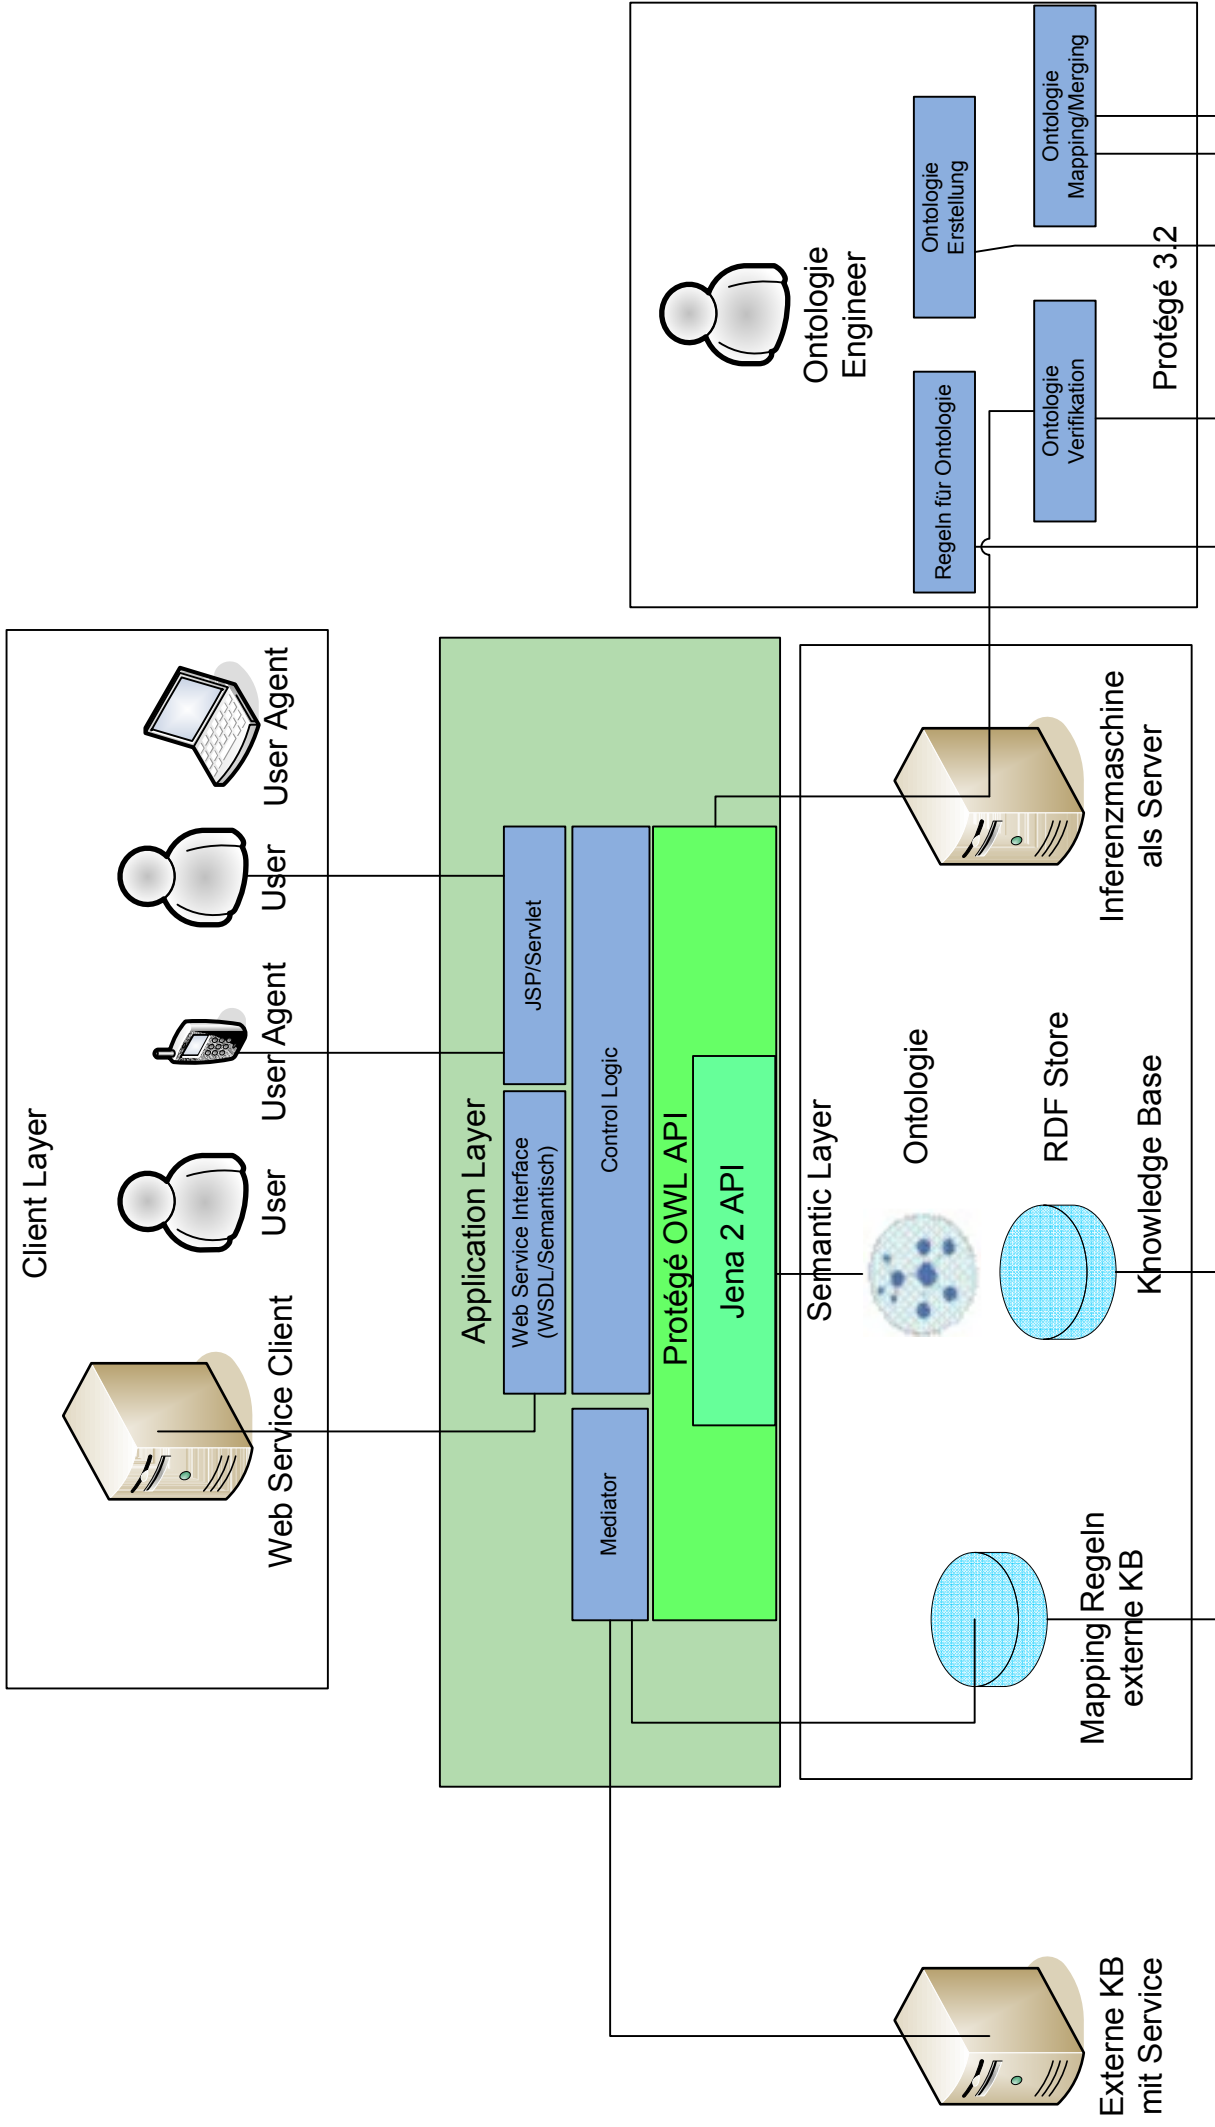 Client Layer
Web Service Client
User
User Agent
User
User Agent
Application Layer
Web Service Interface
(WSDL/Semantisch)
JSP/Servlet
Mediator
Control Logic
Protégé OWL API
Jena 2 API
Semantic Layer
Ontologie
RDF Store
Knowledge Base
Mapping Regeln
externe KB
Inferenzmaschine
als Server
Externe KB
mit Service
Ontologie
Engineer
Regeln für Ontologie
Ontologie
Erstellung
Ontologie
Verifikation
Ontologie
Mapping/Merging
Protégé 3.2